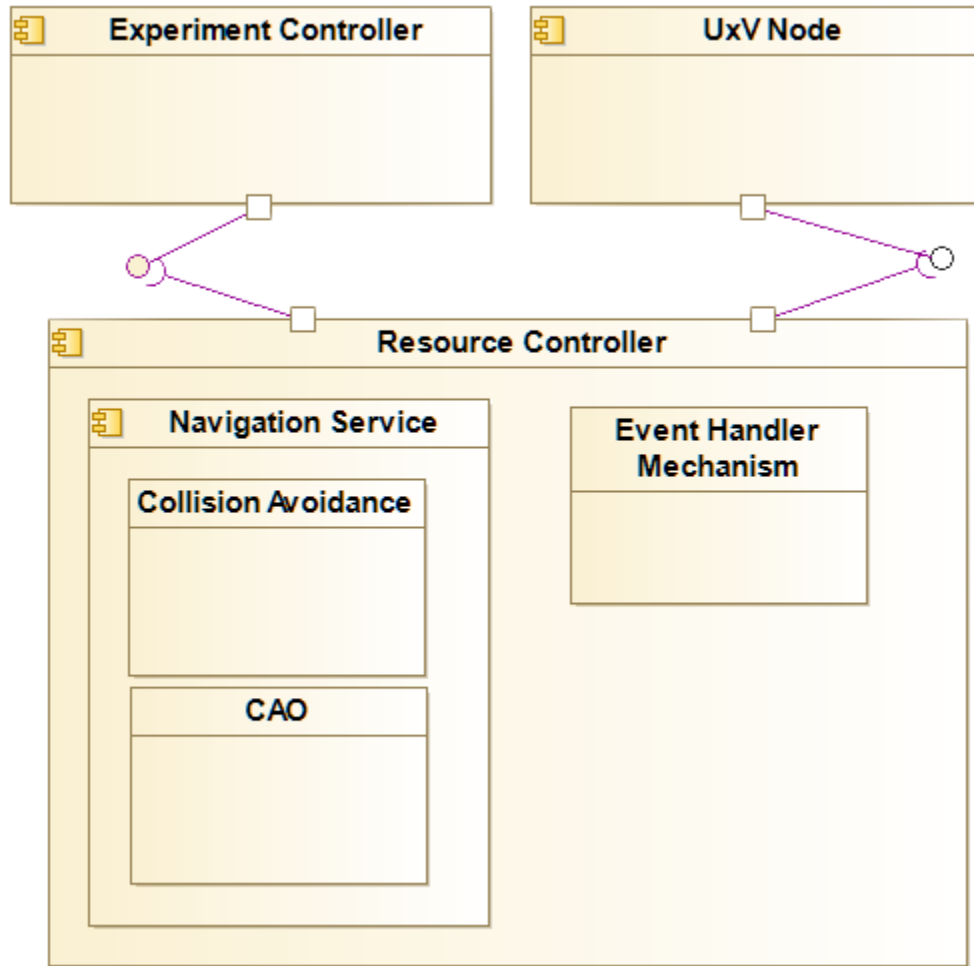 Experiment Controller
UxV Node
Resource Controller
Navigation Service
Event Handler
Mechanism
Collision Avoidance
CAO